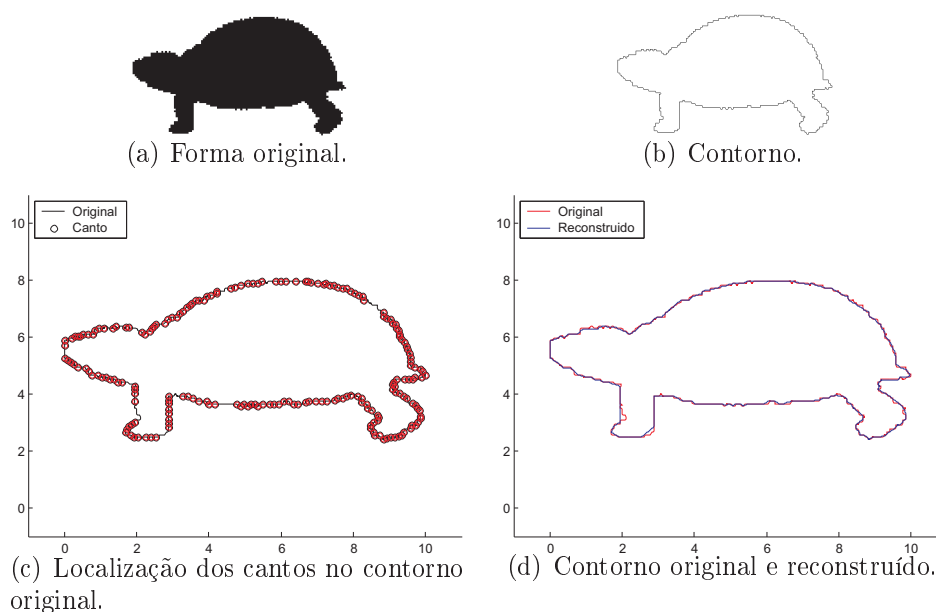 (a) Forma original.
(b) Contorno.
Original
Canto
10
8
6
4
2
0
0 2 4 6 8 10
(c) Localização dos cantos no contorno
original.
Original
Reconstruido
10
8
6
4
2
0
0 2 4 6 8 10
(d) Contorno original e reconstruído.